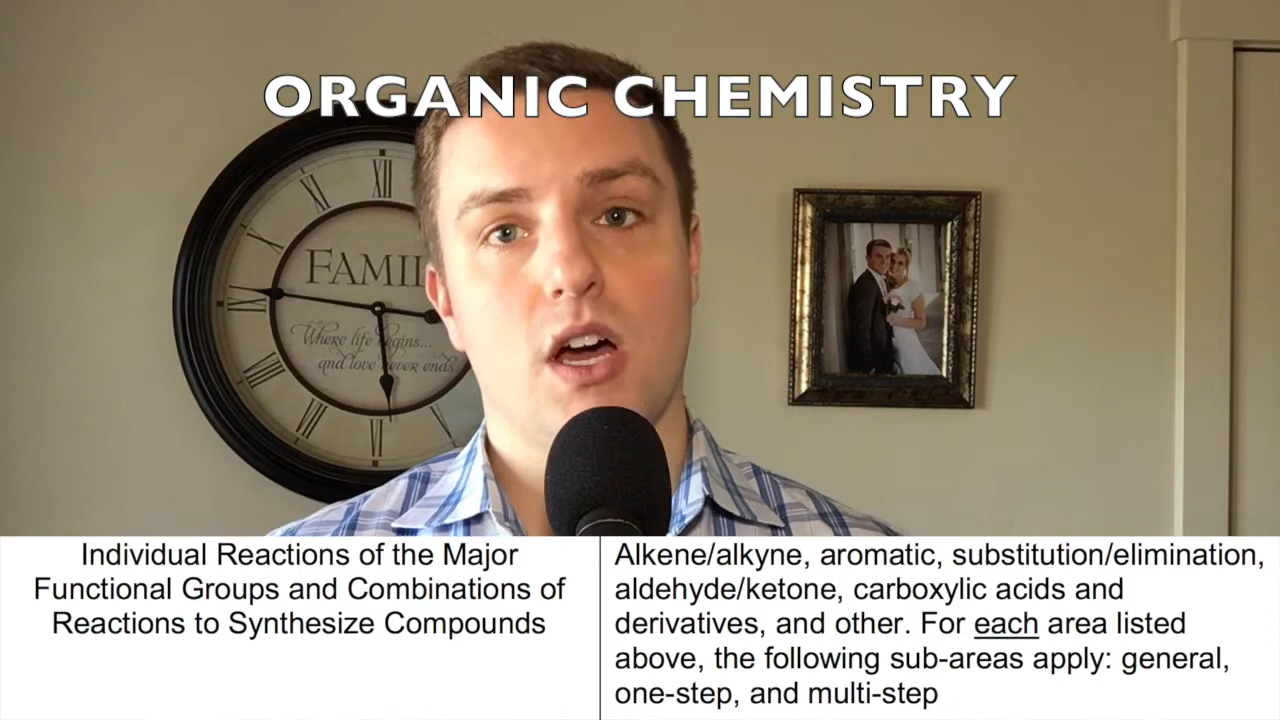 ORGANIC CHEMISTRY
XII
FAMIL
Where life begins...
and love never ends
Individual Reactions of the Major
Functional Groups and Combinations of
Reactions to Synthesize Compounds
Alkene/alkyne, aromatic, substitution/elimination,
aldehyde/ketone, carboxylic acids and
derivatives, and other. For each area listed
above, the following sub-areas apply: general,
one-step, and multi-step